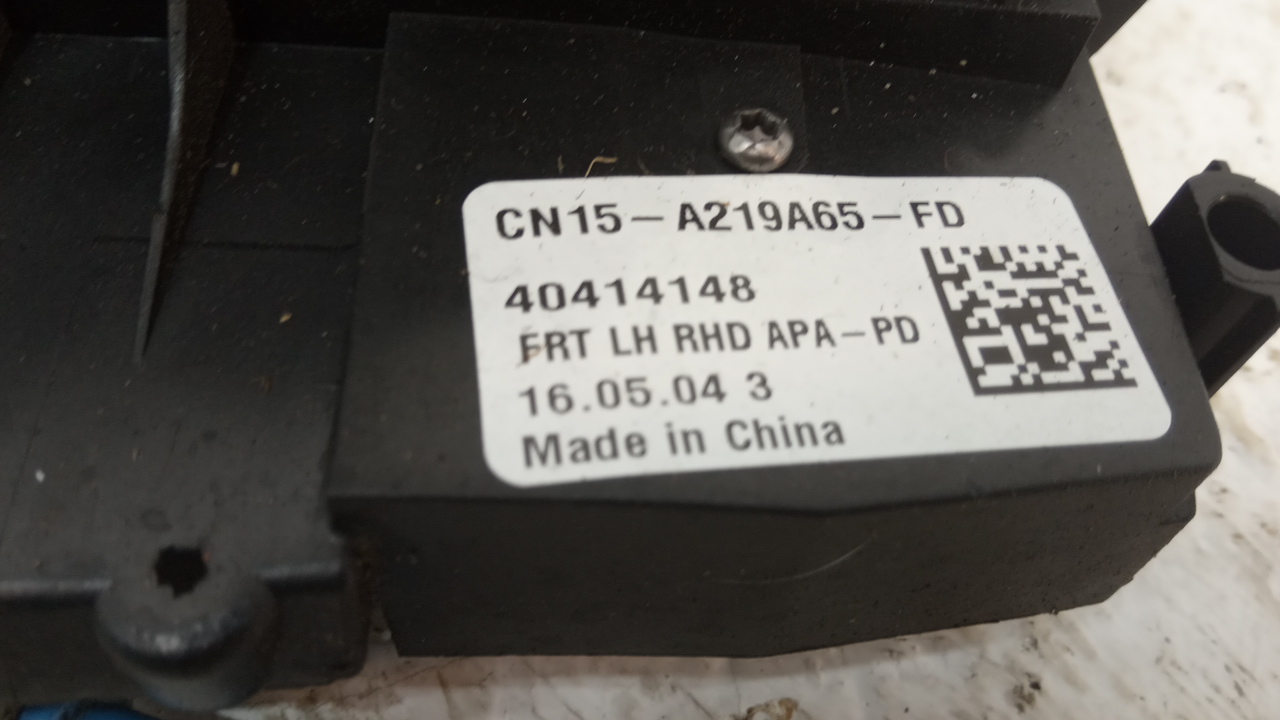 CN15-A219A65-FD
40414148
FRT LH RHD APA-PD
16.05.04 3
Made in China